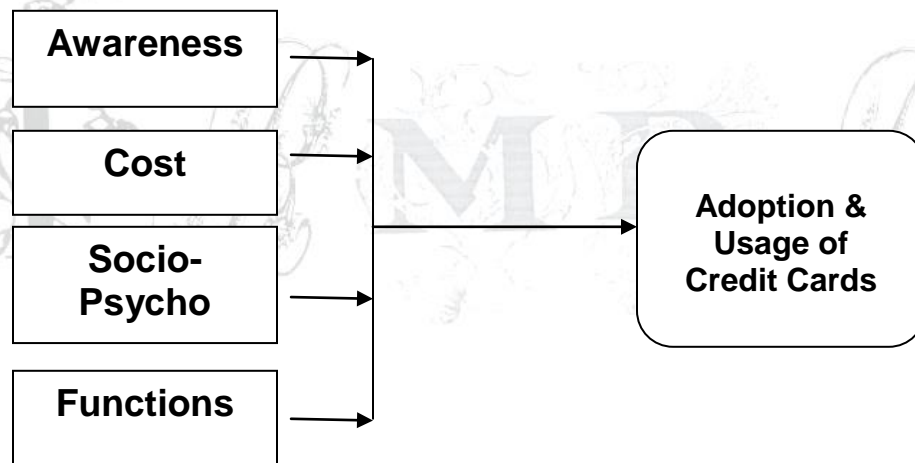 Awareness
Cost
Socio-
Psycho
Functions
Adoption &
Usage of
Credit Cards